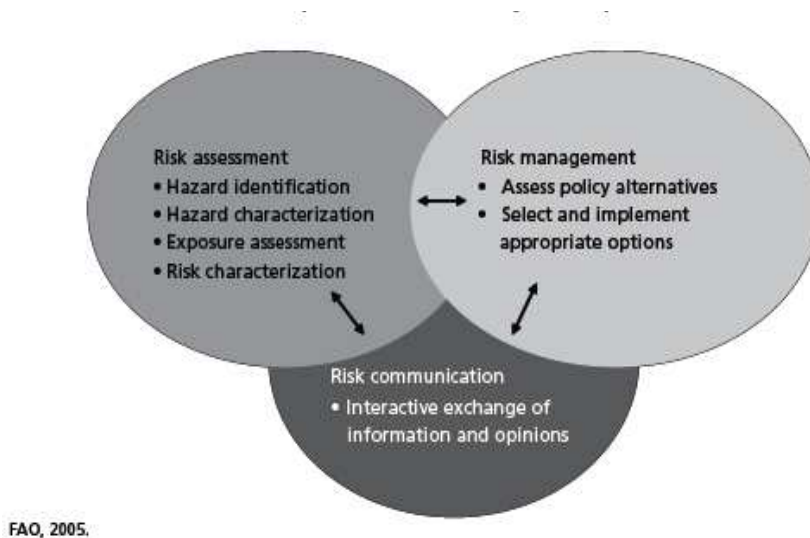 Risk assessment
• Hazard identification
• Hazard characterization
• Exposure assessment
• Risk characterization
Risk management
• Assess policy alternatives
• Select and implement
appropriate options
Risk communication
• Interactive exchange of
information and opinions
FAO, 2005.